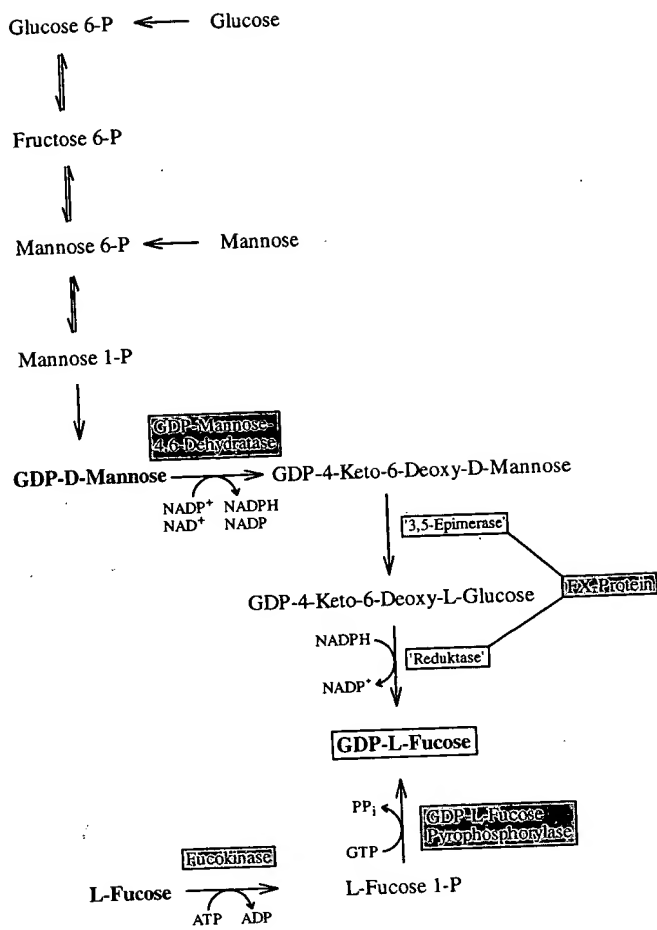 Glucose 6-P Glucose
Fructose 6-P
Mannose 6-P Mannose
Mannose 1-P
GDP-Mannose-
4,6-Dehydratase
GDP-D-Mannose GDP-4-Keto-6-Deoxy-D-Mannose
NADP⁺ NADPH
NAD⁺ NADP
'3,5-Epimerase'
GDP-4-Keto-6-Deoxy-L-Glucose FX-Protein
NADPH
'Reduktase'
NADP⁺
GDP-L-Fucose
PPi
GDP-L-Fucose
Pyrophosphorylase
GTP
Fucokinase
L-Fucose L-Fucose 1-P
ATP ADP